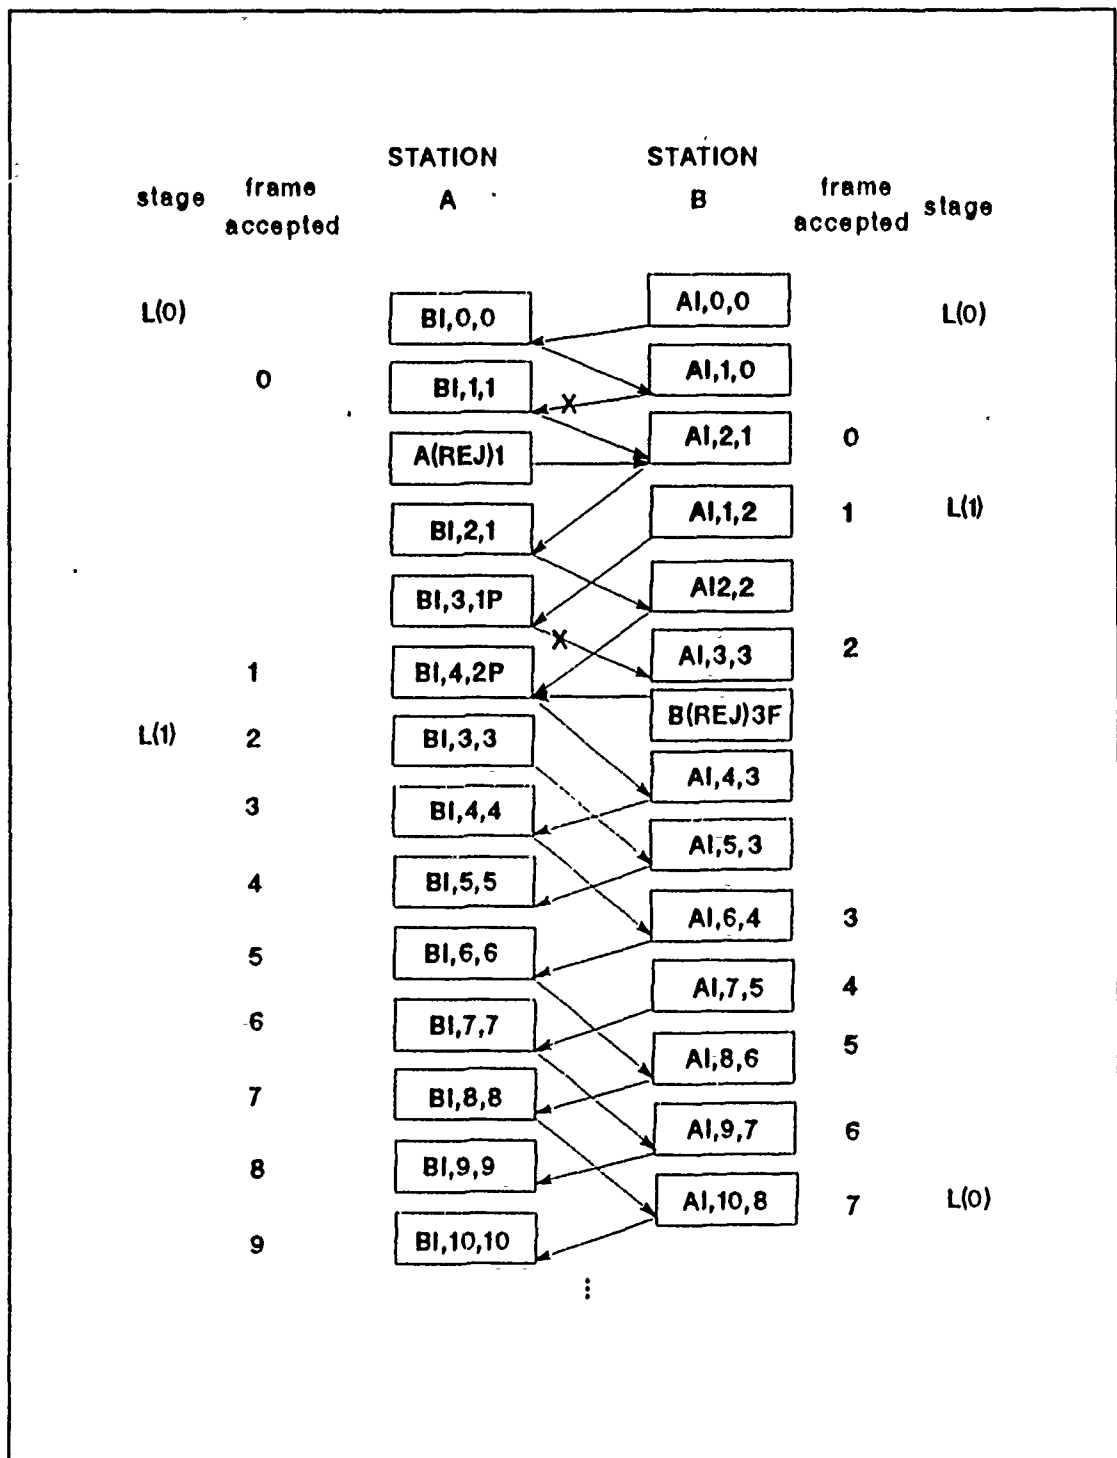 STATION STATION
stage frame accepted A B frame accepted stage
L(0) BI,0,0 AI,0,0 L(0)
0 BI,1,1 AI,1,0
X
A(REJ)1 AI,2,1 0
BI,2,1 AI,1,2 1 L(1)
BI,3,1P AI2,2
X
1 BI,4,2P AI,3,3 2
B(REJ)3F
L(1) 2 BI,3,3 AI,4,3
3 BI,4,4 AI,5,3
4 BI,5,5 AI,6,4 3
5 BI,6,6 AI,7,5 4
6 BI,7,7 AI,8,6 5
7 BI,8,8 AI,9,7 6
8 BI,9,9 AI,10,8 7 L(0)
9 BI,10,10